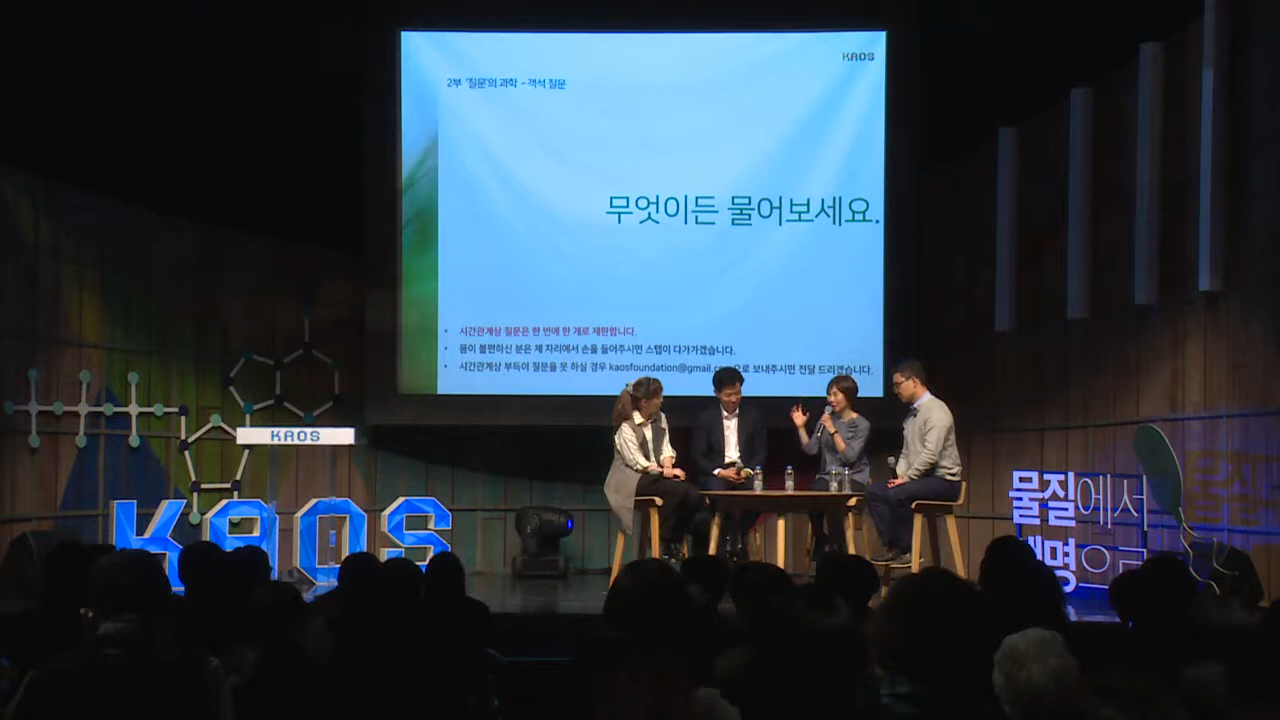 KAOS
2부 '질문'의 과학 - 객석 질문
무엇이든 물어보세요.
• 시간관계상 질문은 한 번에 한 개로 제한합니다.
• 몸이 불편하신 분은 제 자리에서 손을 들어주시면 스텝이 다가가겠습니다.
• 시간관계상 부득이 질문을 못 하실 경우 kaosfoundation@gmail.com으로 보내주시면 전달 드리겠습니다.
KAOS
KAOS
물질에서
생명으로